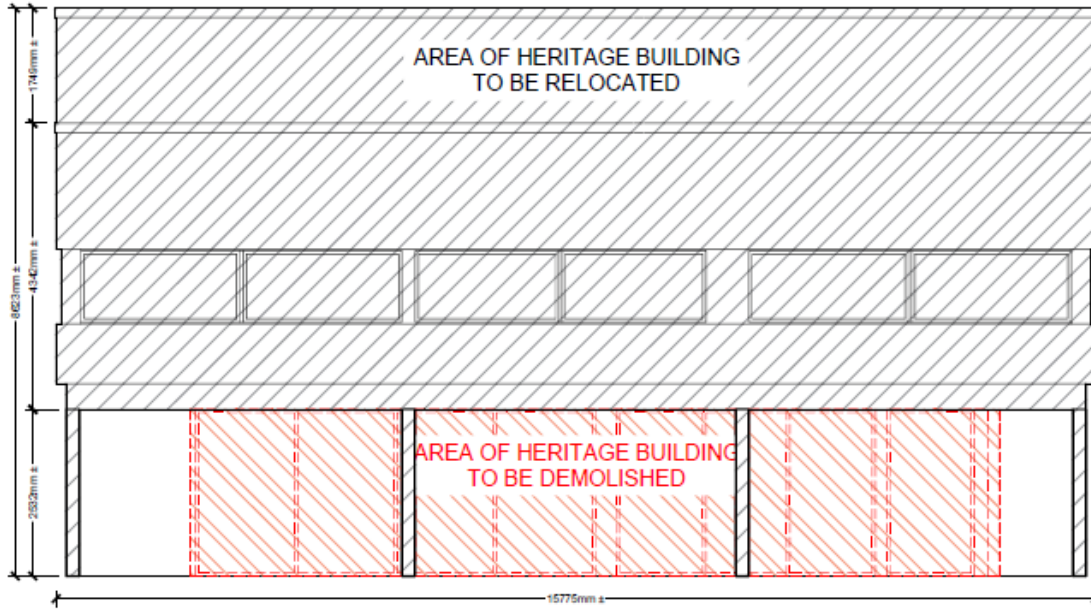 AREA OF HERITAGE BUILDING
TO BE RELOCATED
1749mm ±
8623mm ±
4342mm ±
AREA OF HERITAGE BUILDING
TO BE DEMOLISHED
2532mm ±
15775mm ±